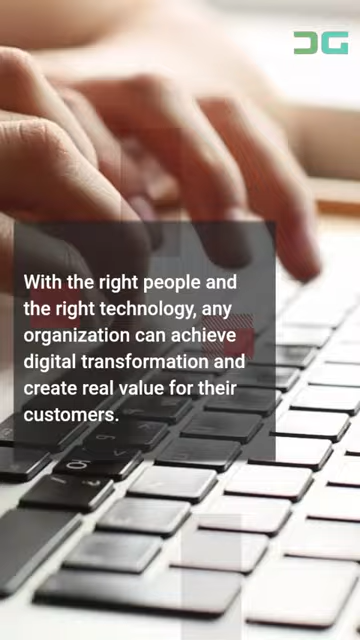 DG
With the right people and
the right technology, any
organization can achieve
digital transformation and
create real value for their
customers.